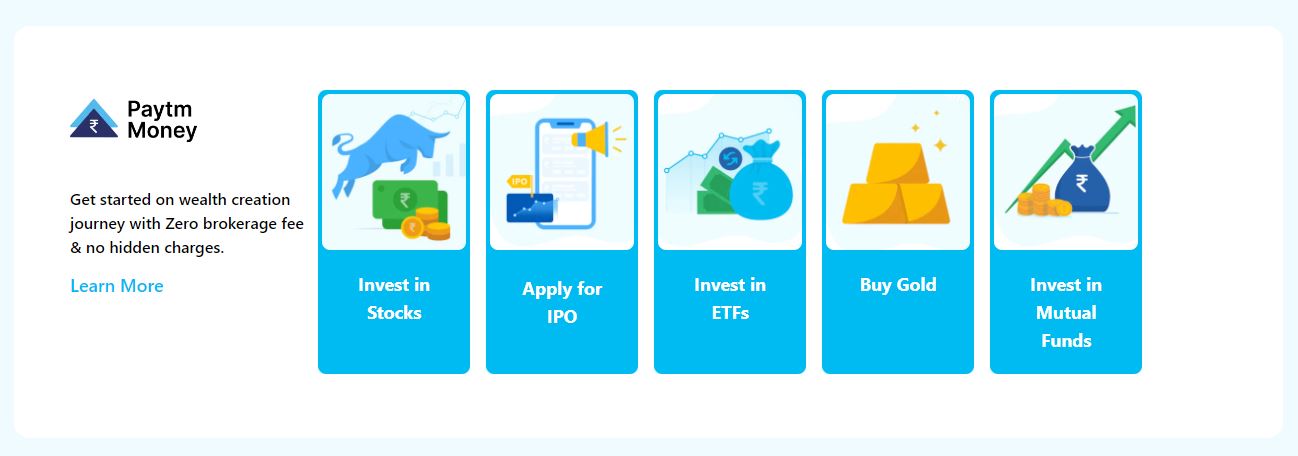 Paytm
Money
Get started on wealth creation
journey with Zero brokerage fee
& no hidden charges.
Learn More
₹
₹
₹
Invest in
Stocks
IPO
Apply for
IPO
₹
Invest in
ETFs
Buy Gold
₹
Invest in
Mutual
Funds